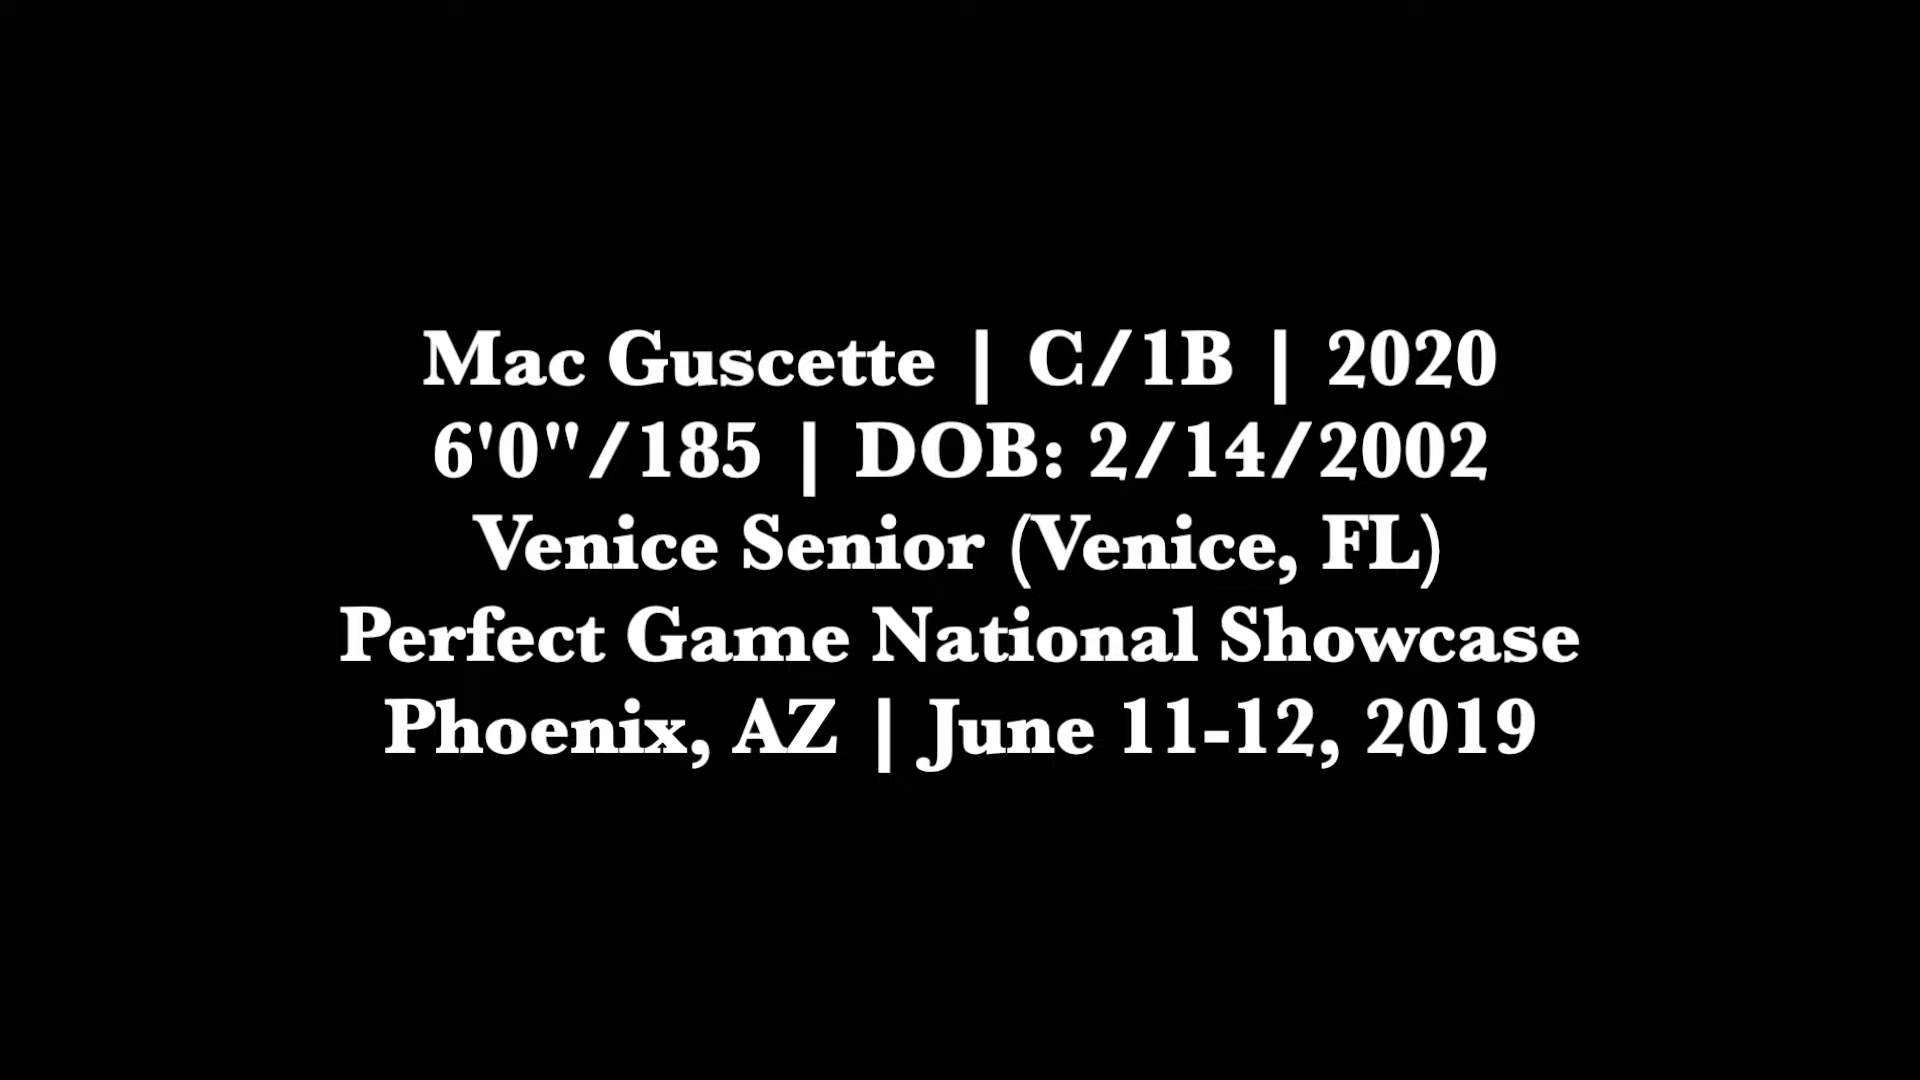 Mac Guscette | C/1B | 2020
6'0"/185 | DOB: 2/14/2002
Venice Senior (Venice, FL)
Perfect Game National Showcase
Phoenix, AZ | June 11-12, 2019